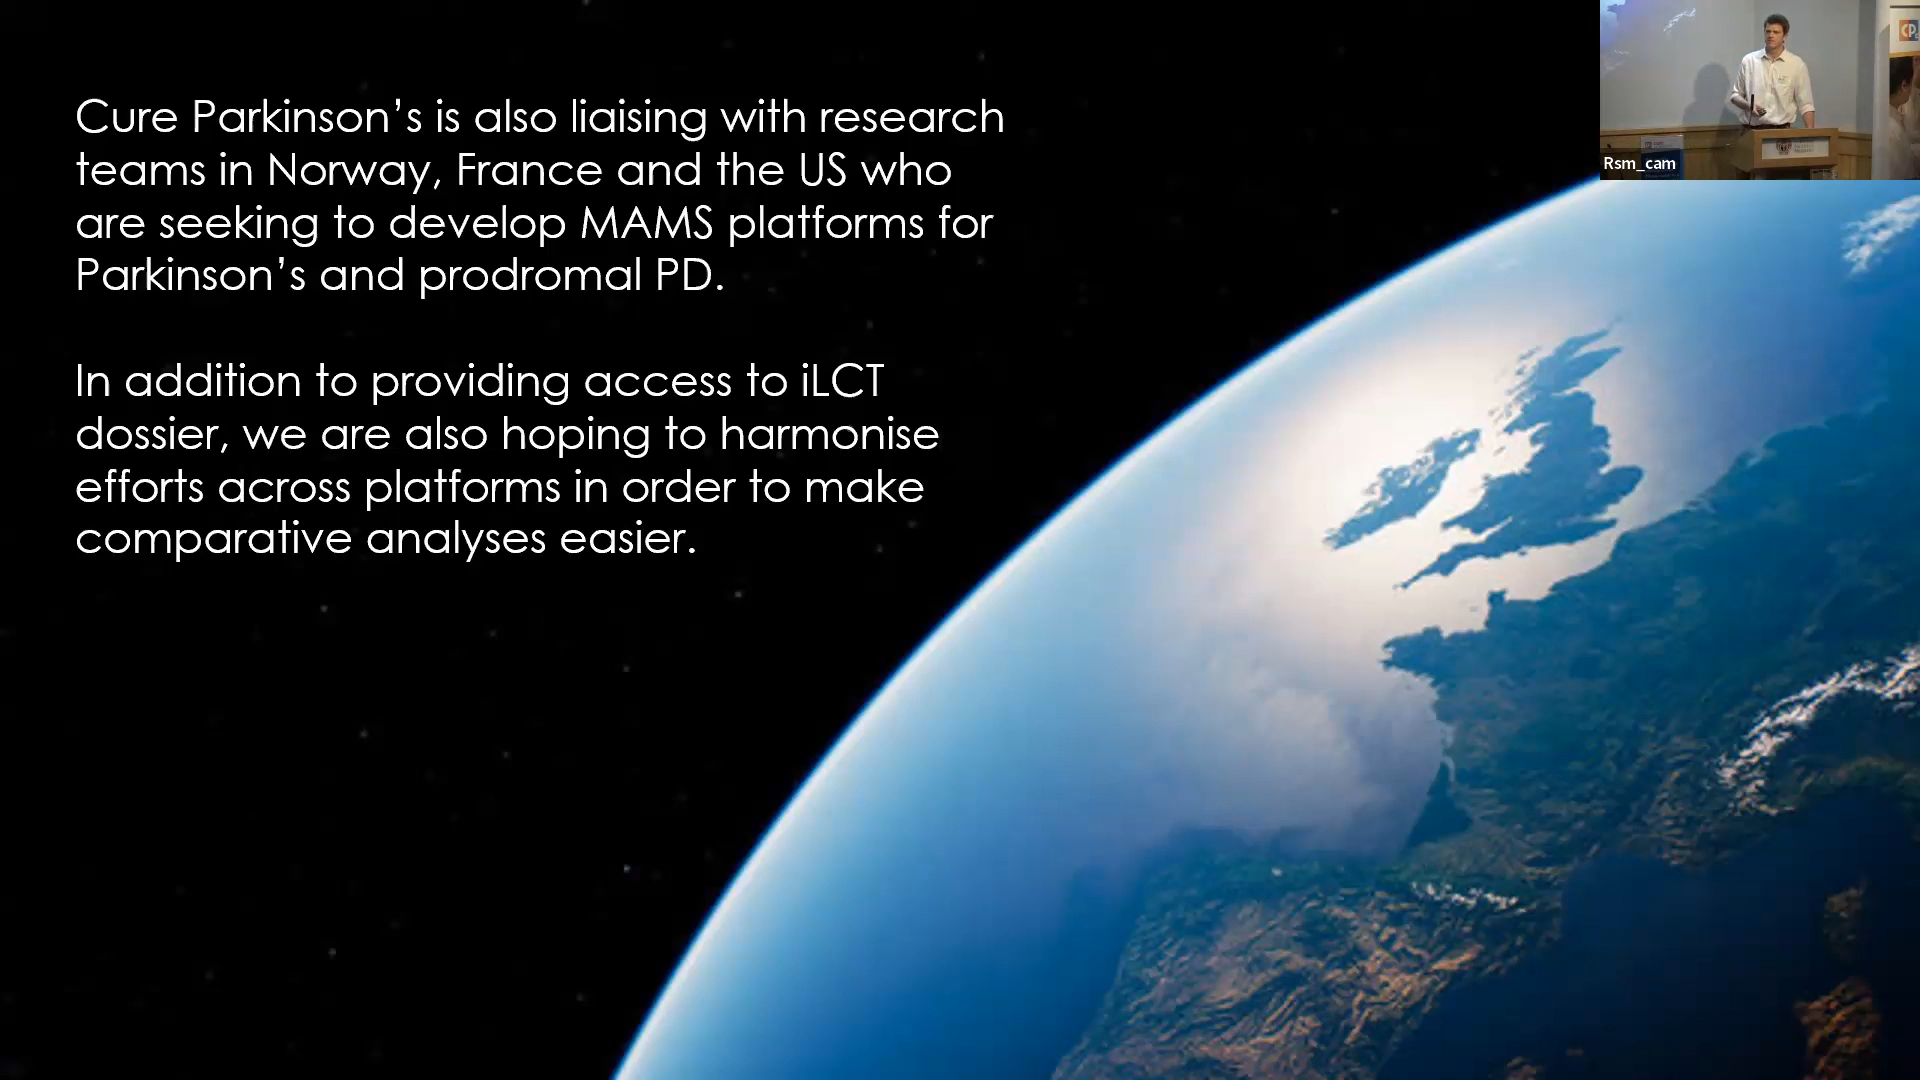 Cure Parkinson’s is also liaising with research
teams in Norway, France and the US who
are seeking to develop MAMS platforms for
Parkinson’s and prodromal PD.
In addition to providing access to iLCT
dossier, we are also hoping to harmonise
efforts across platforms in order to make
comparative analyses easier.
CP
Rsm_cam